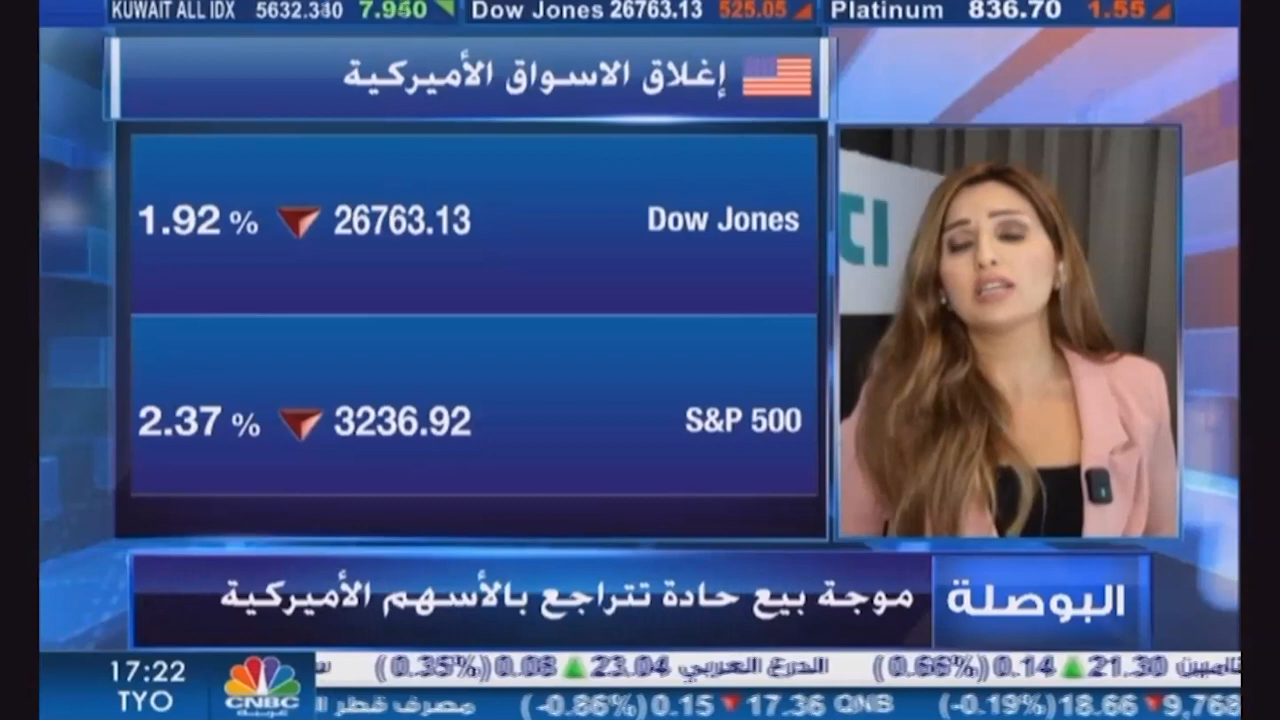 KUWAIT ALL IDX 5632.340 7.950 Dow Jones 26763.13 525.05 Platinum 836.70 1.55
إغلاق الاسواق الأميركية
1.92 % 26763.13 Dow Jones
2.37 % 3236.92 S&P 500
البوصلة
موجة بيع حادة تتراجع بالأسهم الأميركية
17:22
TYO
CNBC
عربية
21.30 0.14 (0.66%) الدرع العربي 23.04 0.08 (0.35%)
9.768 18.66 (-0.19%) QNB 17.36 0.15 (-0.86%) مصرف قطر